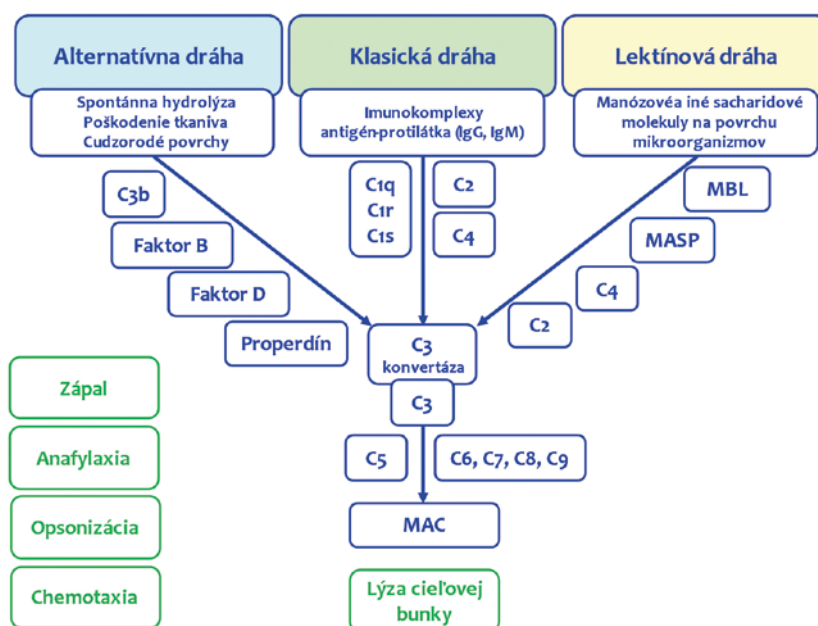 Alternatívna dráha
Klasická dráha
Lektínová dráha
Spontánna hydrolýza
Poškodenie tkaniva
Cudzorodé povrchy
Imunokomplexy
antigén-protilátka (IgG, IgM)
Manózovéa iné sacharidové
molekuly na povrchu
mikroorganizmov
C3b
Faktor B
Faktor D
Properdín
C1q
C1r
C1s
C2
C4
MBL
MASP
C4
C2
C3
konvertáza
C3
C5
C6, C7, C8, C9
MAC
Lýza cieľovej
bunky
Zápal
Anafylaxia
Opsonizácia
Chemotaxia